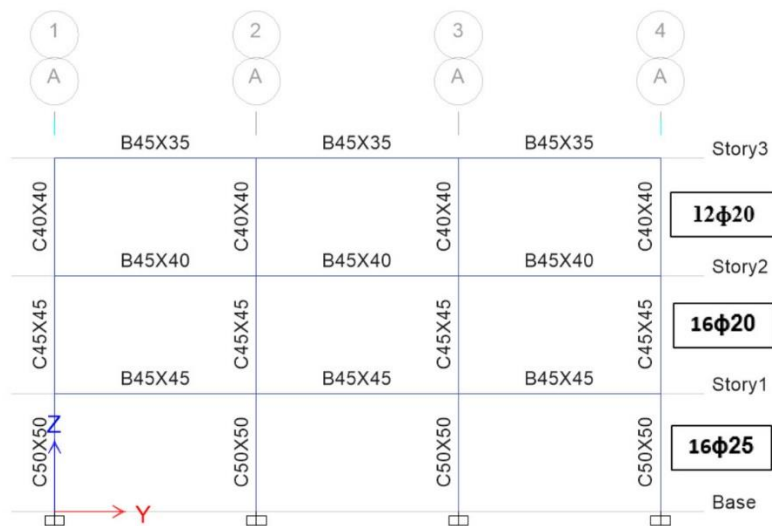 1 2 3 4
A A A A
B45X35 B45X35 B45X35 Story3
C40X40 C40X40 C40X40 C40X40 12ϕ20
B45X40 B45X40 B45X40 Story2
C45X45 C45X45 C45X45 C45X45 16ϕ20
B45X45 B45X45 B45X45 Story1
C50X50 C50X50 C50X50 C50X50 16ϕ25
Z
Y Base